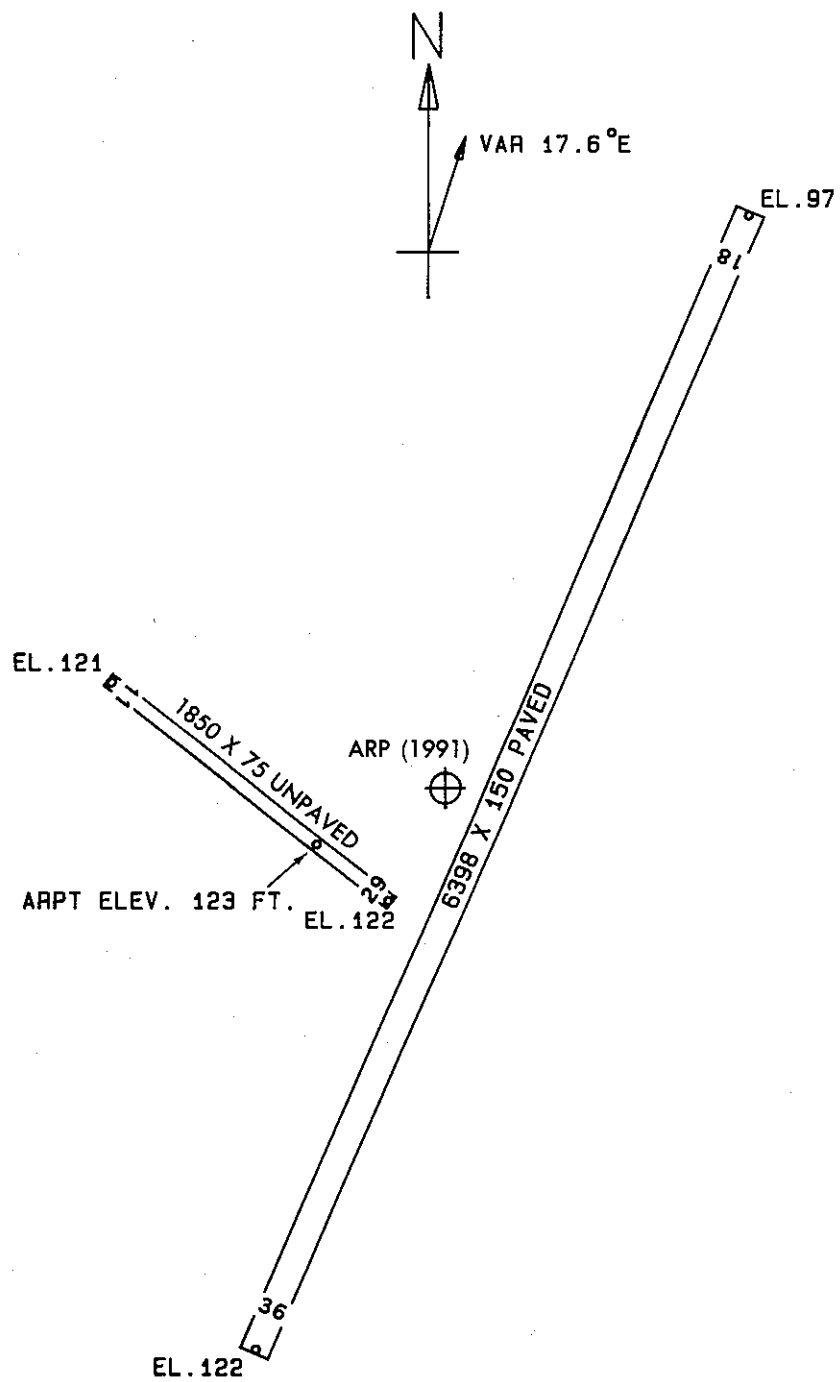 N
VAR 17.6°E
EL.97
18
EL.121
11
1850 X 75 UNPAVED
ARP (1991)
6398 X 150 PAVED
ARPT ELEV. 123 FT.
29
EL.122
36
EL.122